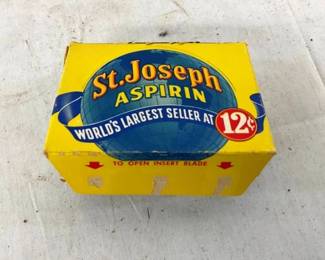 St. Joseph
ASPIRIN
WORLD'S LARGEST SELLER AT 12¢
TO OPEN INSERT BLADE